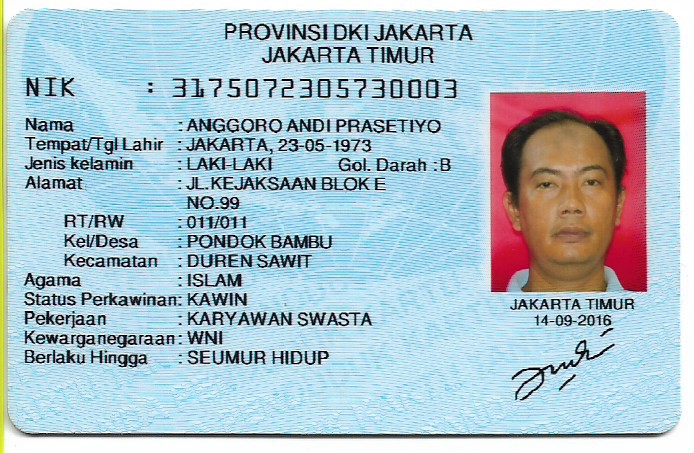 PROVINSI DKI JAKARTA
JAKARTA TIMUR
NIK : 3175072305730003
Nama : ANGGORO ANDI PRASETIYO
Tempat/Tgl Lahir : JAKARTA, 23-05-1973
Jenis kelamin : LAKI-LAKI Gol. Darah : B
Alamat : JL.KEJAKSAAN BLOK E
NO.99
RT/RW : 011/011
Kel/Desa : PONDOK BAMBU
Kecamatan : DUREN SAWIT
Agama : ISLAM
Status Perkawinan: KAWIN
Pekerjaan : KARYAWAN SWASTA
Kewarganegaraan: WNI
Berlaku Hingga : SEUMUR HIDUP
JAKARTA TIMUR
14-09-2016